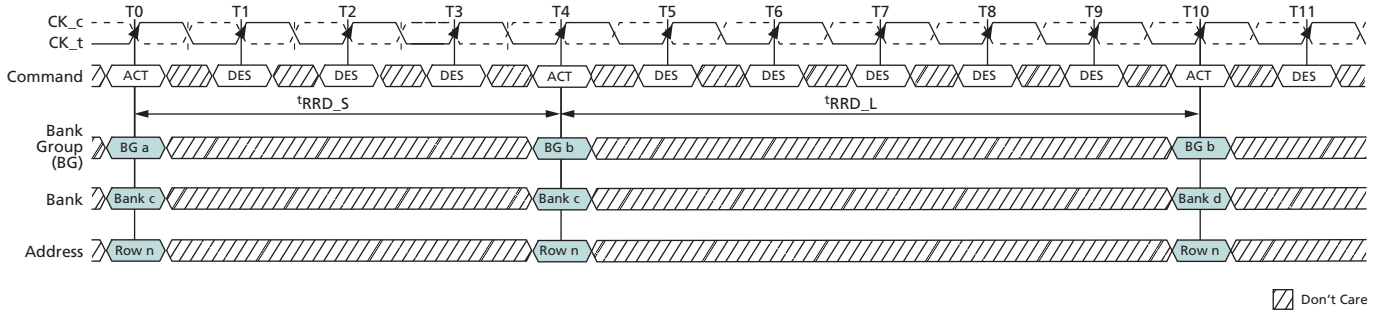 T0 T1 T2 T3 T4 T5 T6 T7 T8 T9 T10 T11
CK_c
CK_t
Command ACT DES DES DES ACT DES DES DES DES DES ACT DES
tRRD_S tRRD_L
Bank
Group
(BG)
BG a BG b BG b
Bank Bank c Bank c Bank d
Address Row n Row n Row n
Don't Care